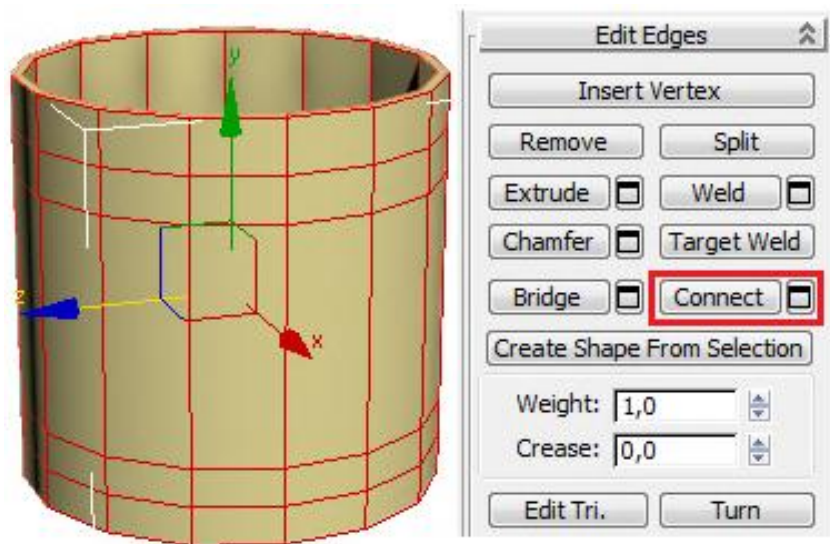 y
z
x
Edit Edges
Insert Vertex
Remove Split
Extrude Weld
Chamfer Target Weld
Bridge Connect
Create Shape From Selection
Weight: 1,0
Crease: 0,0
Edit Tri. Turn